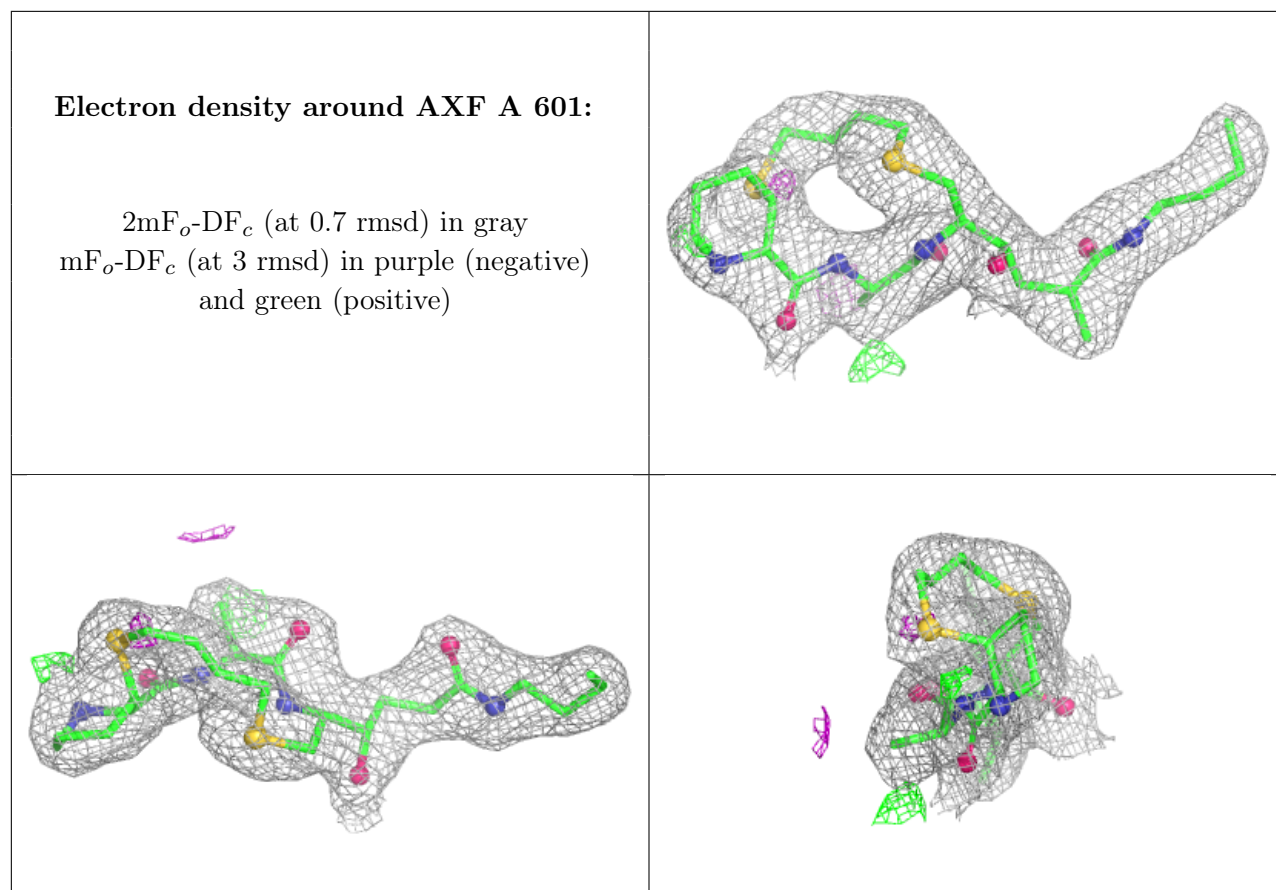 Electron density around AXF A 601:
2mFₒ-DF𝒸 (at 0.7 rmsd) in gray
mFₒ-DF𝒸 (at 3 rmsd) in purple (negative)
and green (positive)